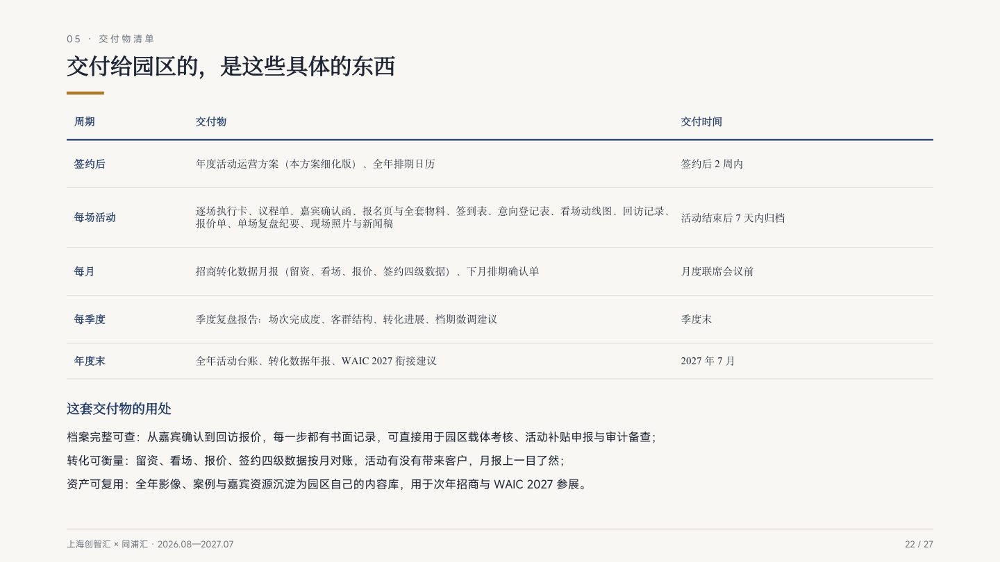 05 · 交付物清单
交付给园区的，是这些具体的东西
周期 交付物 交付时间
签约后 年度活动运营方案（本方案细化版）、全年排期日历 签约后 2 周内
每场活动 逐场执行卡、议程单、嘉宾确认函、报名页与全套物料、签到表、意向登记表、看场动线图、回访记录、 活动结束后 7 天内归档
报价单、单场复盘纪要、现场照片与新闻稿
每月 招商转化数据月报（留资、看场、报价、签约四级数据）、下月排期确认单 月度联席会议前
每季度 季度复盘报告：场次完成度、客群结构、转化进展、档期微调建议 季度末
年度末 全年活动台账、转化数据年报、WAIC 2027 衔接建议 2027 年 7 月
这套交付物的用处
档案完整可查：从嘉宾确认到回访报价，每一步都有书面记录，可直接用于园区载体考核、活动补贴申报与审计备查；
转化可衡量：留资、看场、报价、签约四级数据按月对账，活动有没有带来客户，月报上一目了然；
资产可复用：全年影像、案例与嘉宾资源沉淀为园区自己的内容库，用于次年招商与 WAIC 2027 参展。
上海创智汇 × 同浦汇 · 2026.08—2027.07
22 / 27